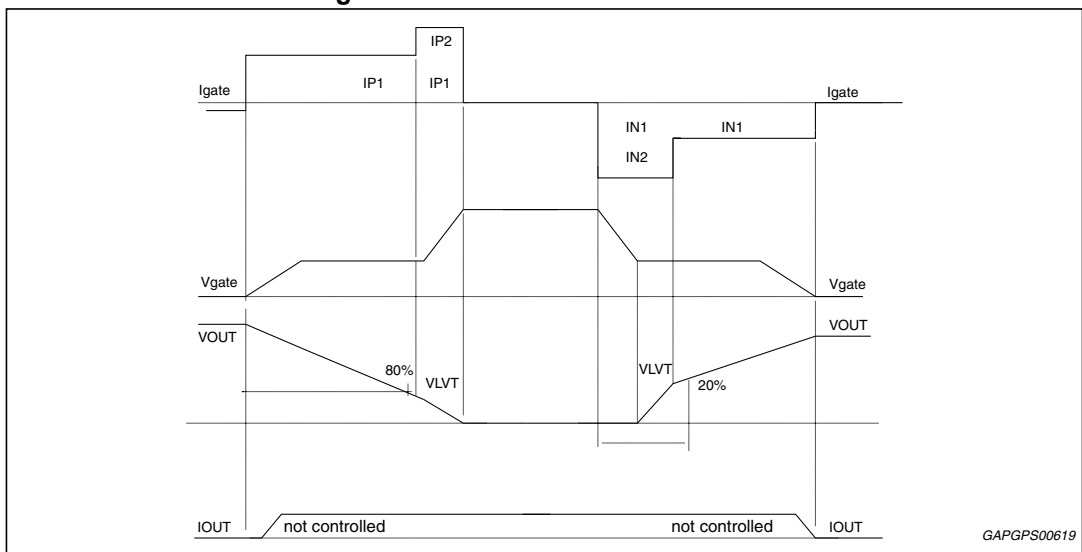 g
IP2
IP1 IP1
Igate Igate
IN1 IN1
IN2
Vgate Vgate
VOUT VOUT
80% VLVT VLVT
20%
IOUT not controlled not controlled IOUT
GAPGPS00619